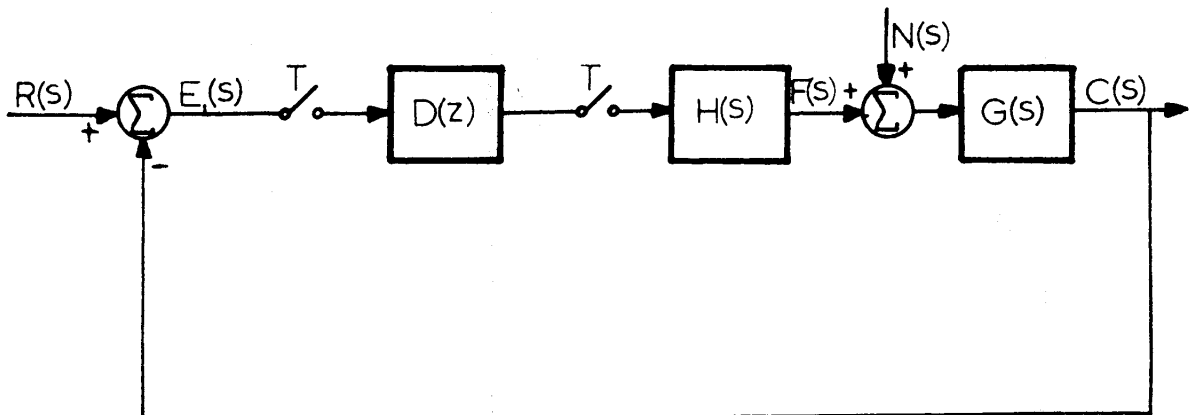 N(s)
+
R(s)
+
Σ
E₁(s)
T
D(z)
T
H(s)
F(s)
+
Σ
G(s)
C(s)
-